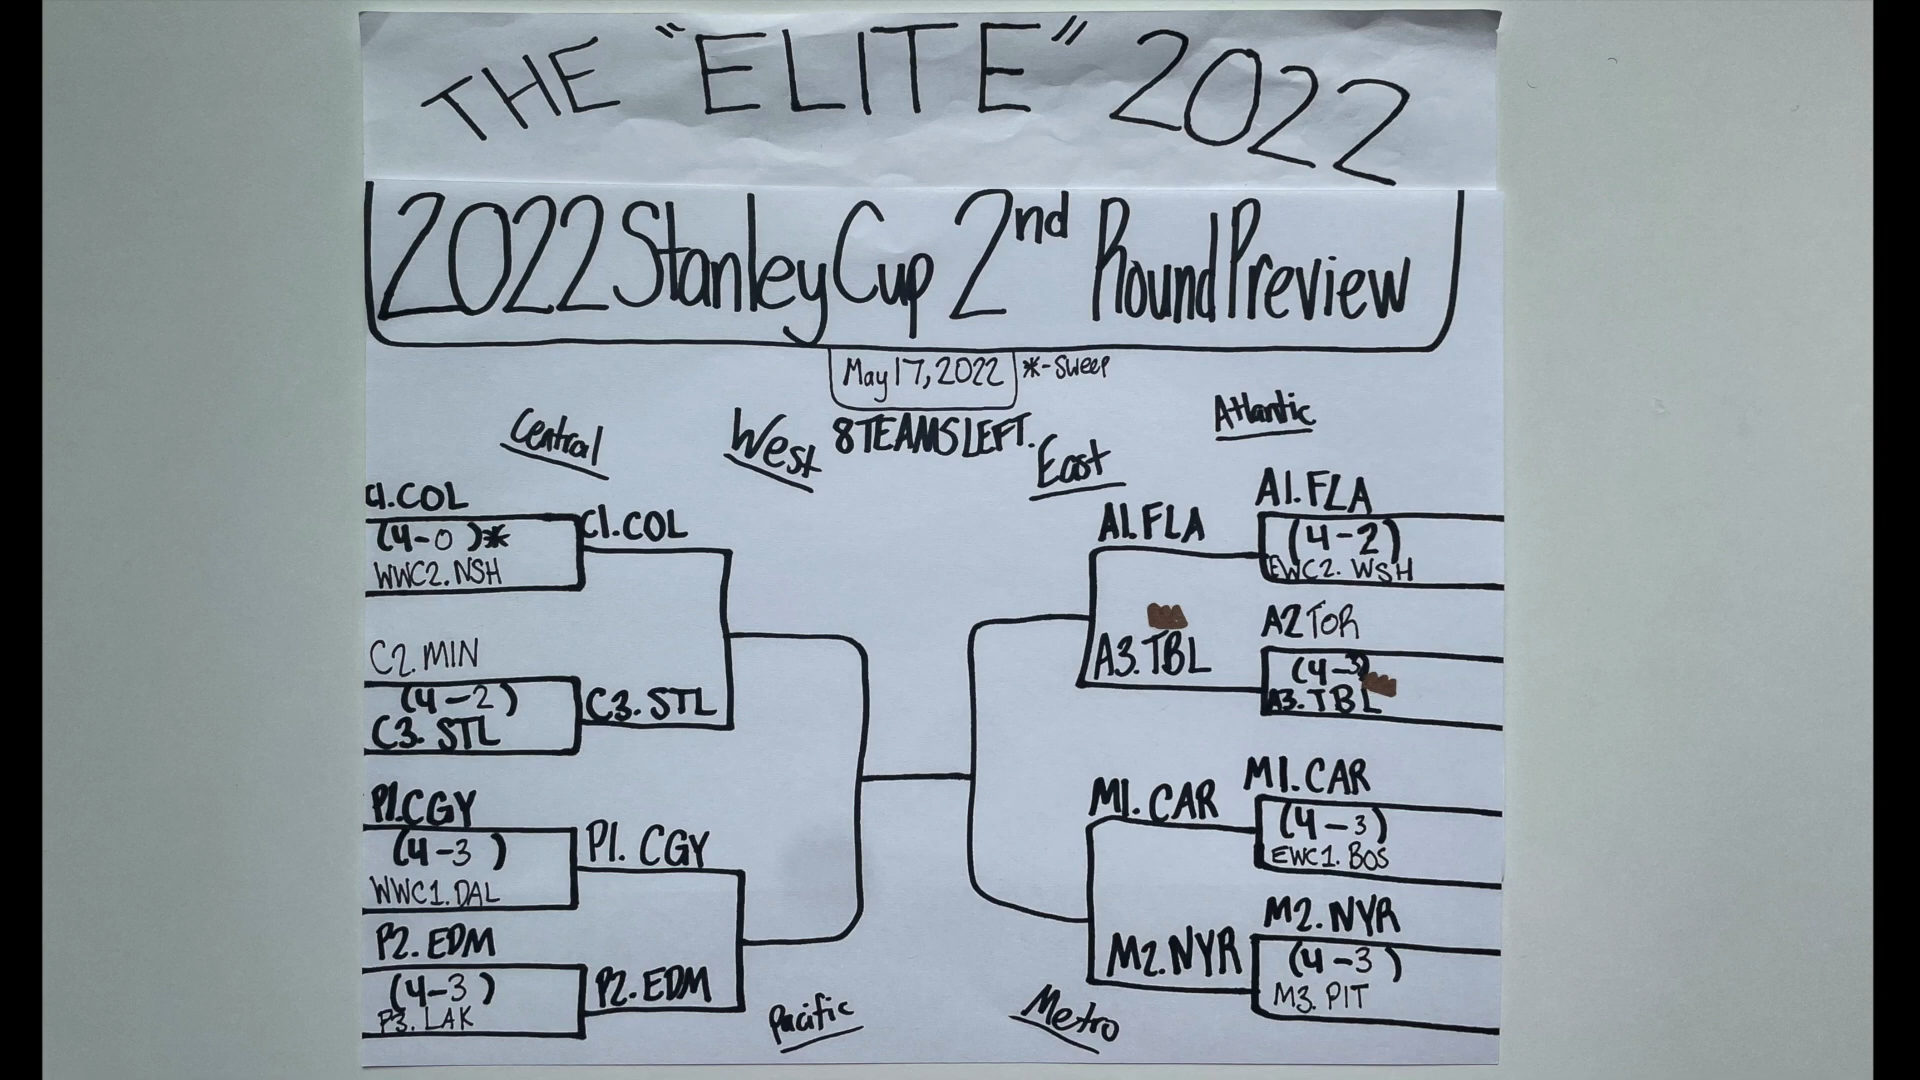 THE "ELITE" 2022
2022 Stanley Cup 2nd Round Preview
May 17, 2022
*-Sweep
8 TEAMS LEFT.
Central
West
East
Atlantic
C1.COL
(4-0)*
WWC2.NSH
C2.MIN
(4-2)
C3.STL
P1.CGY
(4-3)
WWC1.DAL
P2.EDM
(4-3)
P3.LAK
C1.COL
C3.STL
P1.CGY
P2.EDM
Pacific
A1.FLA
A3.TBL
M1.CAR
M2.NYR
Metro
A1.FLA
(4-2)
EWC2.WSH
A2 TOR
(4-3)
A3.TBL
M1.CAR
(4-3)
EWC1.BOS
M2.NYR
(4-3)
M3.PIT